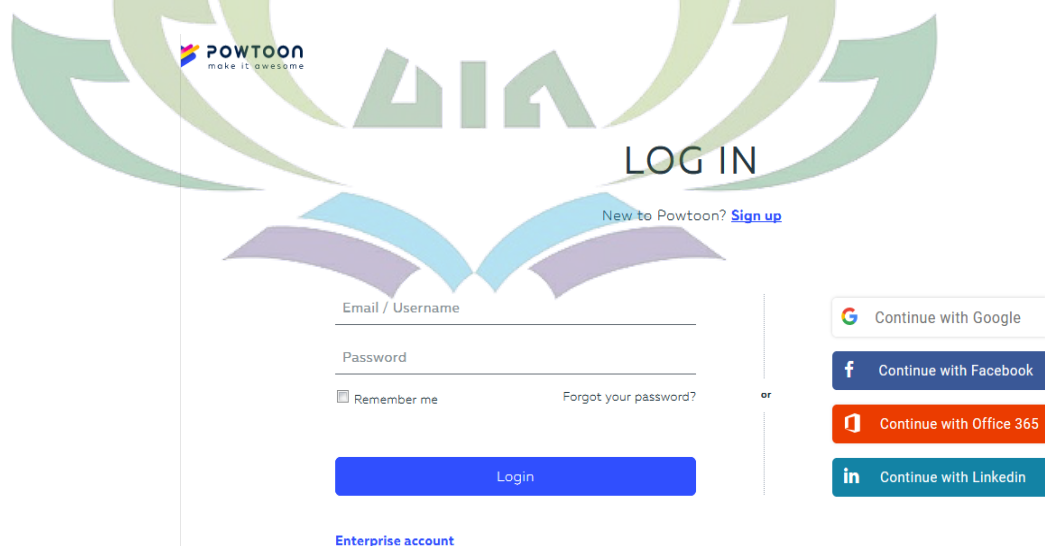 POWTOON
make it awesome
UIN
LOG IN
New to Powtoon? Sign up
Email / Username
Password
Remember me
Forgot your password?
Login
Enterprise account
or
Continue with Google
Continue with Facebook
Continue with Office 365
Continue with Linkedin